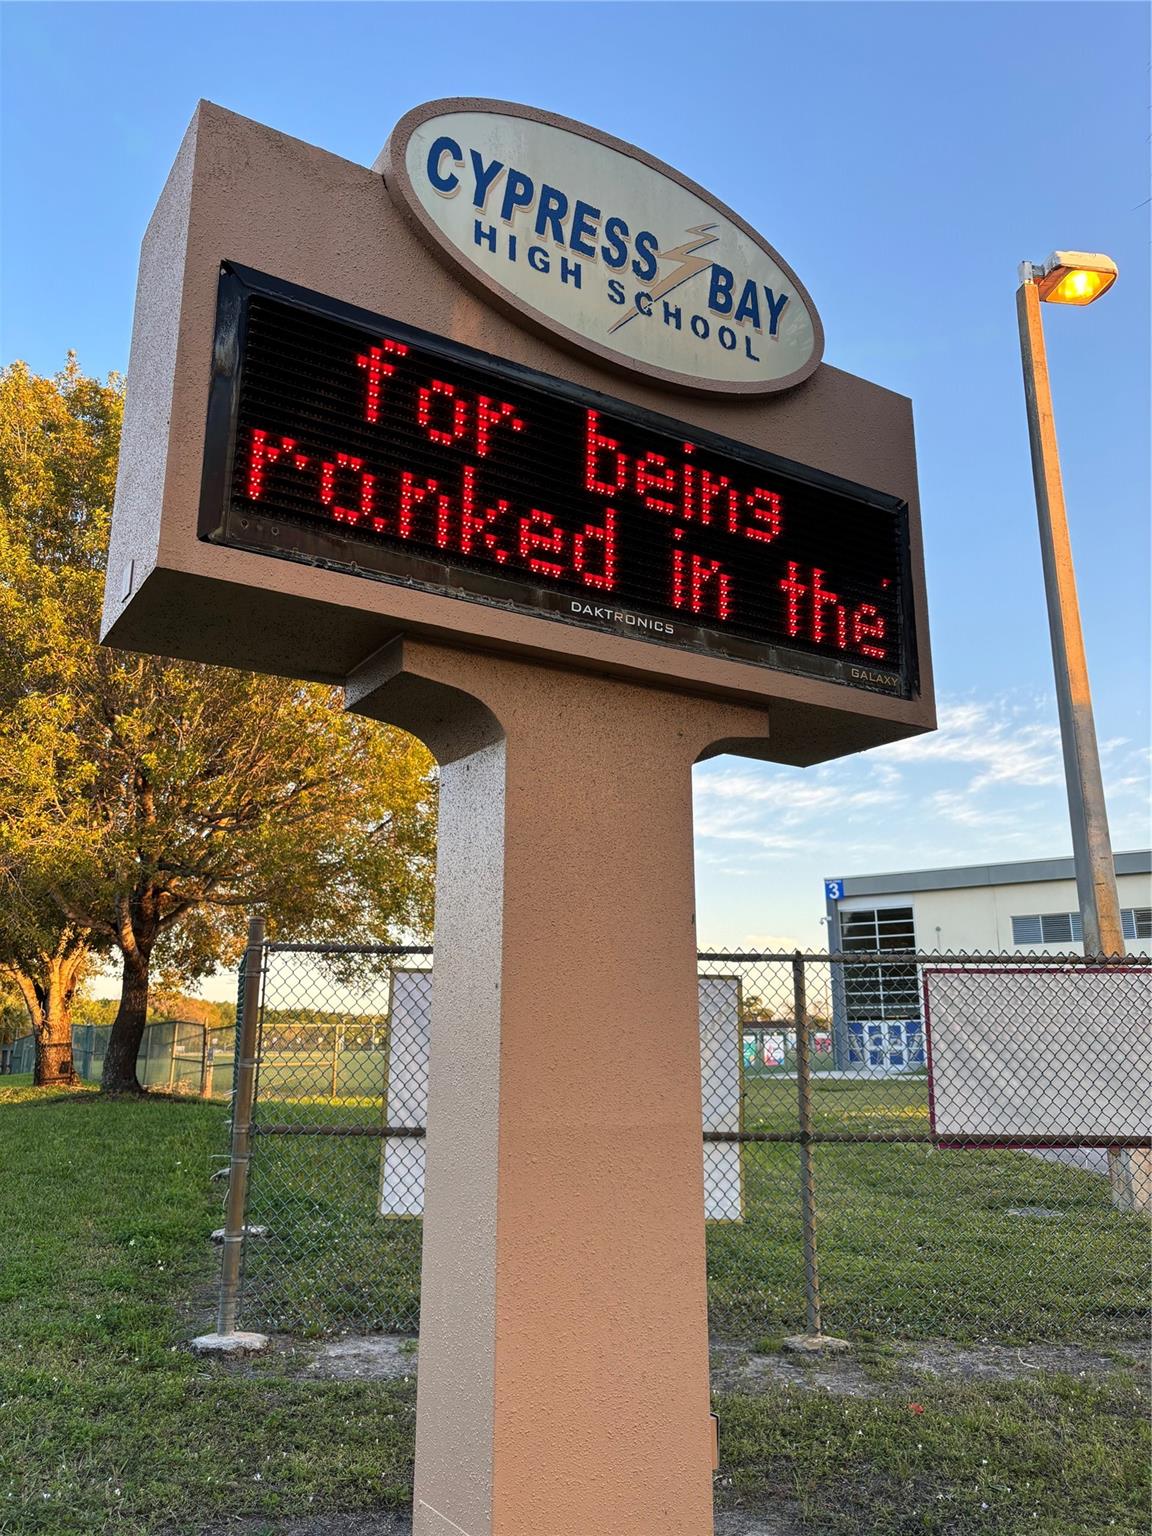 CYPRESS BAY
HIGH SCHOOL
for being
ranked in the
DAKTRONICS
GALAXY
3